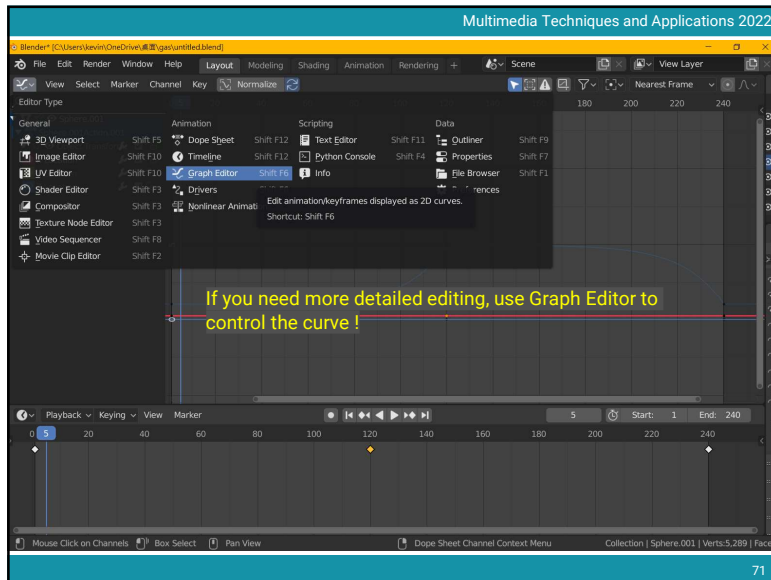 Multimedia Techniques and Applications 2022
Blender* [C:\Users\kevin\OneDrive\桌面\gas\untitled.blend]
File Edit Render Window Help Layout Modeling Shading Animation Rendering + Scene View Layer
View Select Marker Channel Key Normalize Nearest Frame
Editor Type 180 200 220 240
General Animation Scripting Data
3D Viewport Shift F5 Dope Sheet Shift F12 Text Editor Shift F11 Outliner Shift F9
Image Editor Shift F10 Timeline Shift F12 Python Console Shift F4 Properties Shift F7
UV Editor Shift F10 Graph Editor Shift F6 Info File Browser Shift F1
Shader Editor Shift F3 Drivers
Compositor Shift F3 Nonlinear Animati Edit animation/keyframes displayed as 2D curves.
Texture Node Editor Shift F3 Shortcut: Shift F6
Video Sequencer Shift F8
Movie Clip Editor Shift F2
If you need more detailed editing, use Graph Editor to
control the curve !
Playback Keying View Marker 5 Start: 1 End: 240
0 5 20 40 60 80 100 120 140 160 180 200 220 240
Mouse Click on Channels Box Select Pan View Dope Sheet Channel Context Menu Collection | Sphere.001 | Verts:5,289 | Face
71